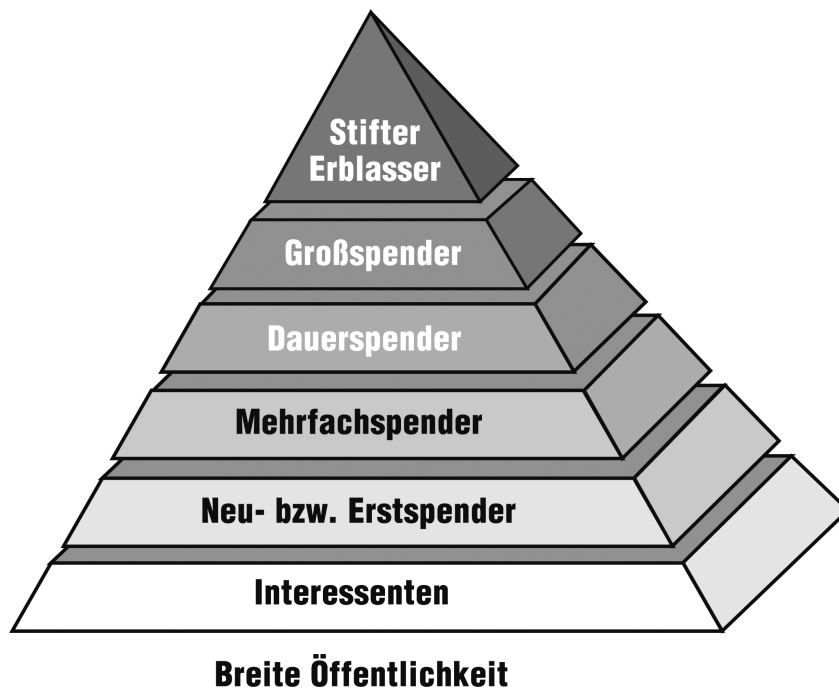 Stifter
Erblasser
Großspender
Dauerspender
Mehrfachspender
Neu- bzw. Erstspender
Interessenten
Breite Öffentlichkeit